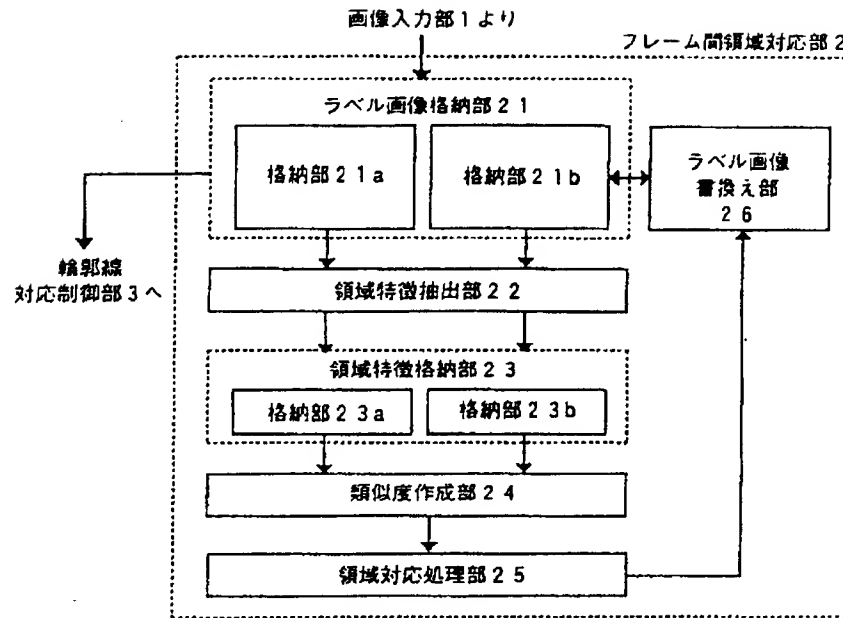 画像入力部1より
フレーム間領域対応部2
ラベル画像格納部21
格納部21a
格納部21b
ラベル画像
書換え部
26
輪郭線
対応制御部3へ
領域特徴抽出部22
領域特徴格納部23
格納部23a
格納部23b
類似度作成部24
領域対応処理部25